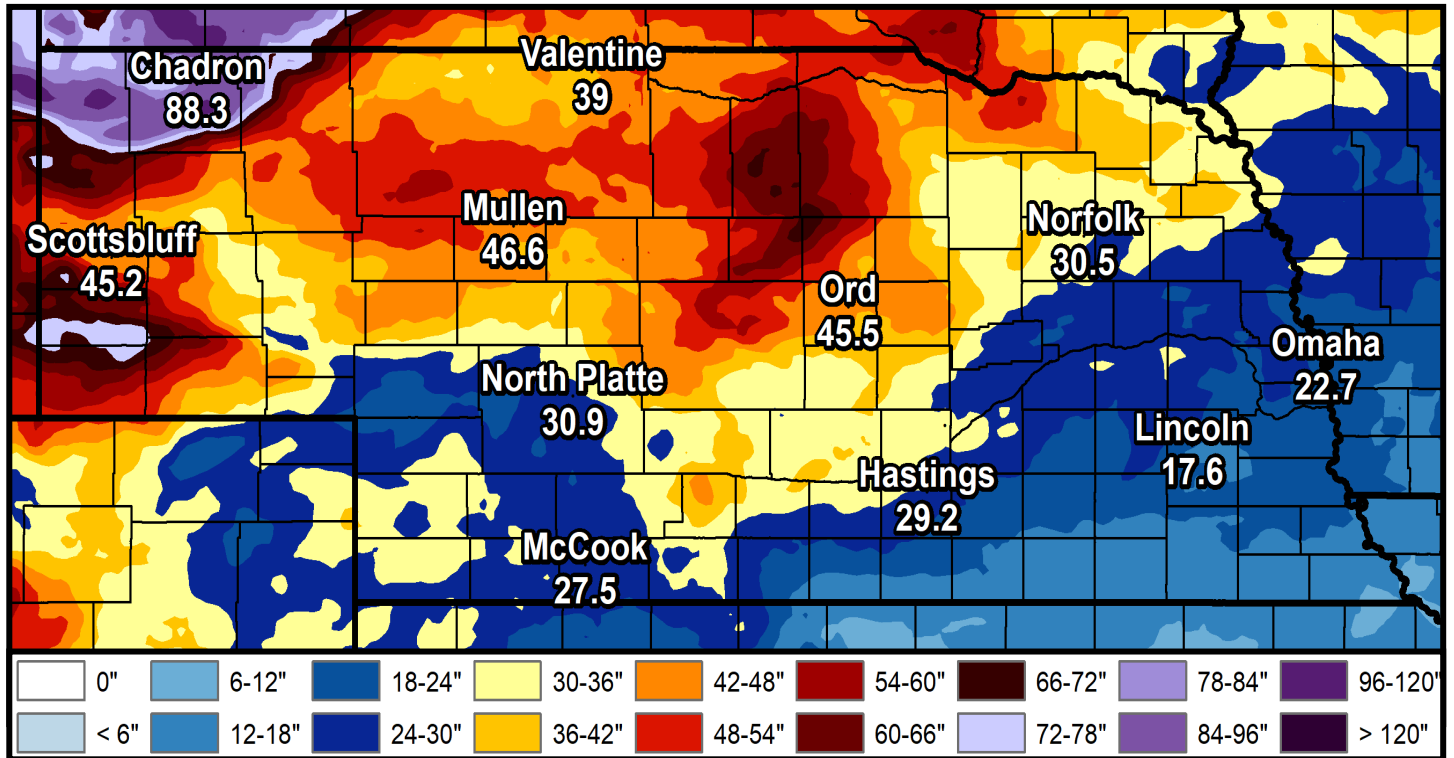 Chadron
88.3
Valentine
39
Mullen
46.6
Scottsbluff
45.2
Norfolk
30.5
Ord
45.5
Omaha
22.7
North Platte
30.9
Lincoln
17.6
Hastings
29.2
McCook
27.5
0" 6-12" 18-24" 30-36" 42-48" 54-60" 66-72" 78-84" 96-120"
< 6" 12-18" 24-30" 36-42" 48-54" 60-66" 72-78" 84-96" > 120"